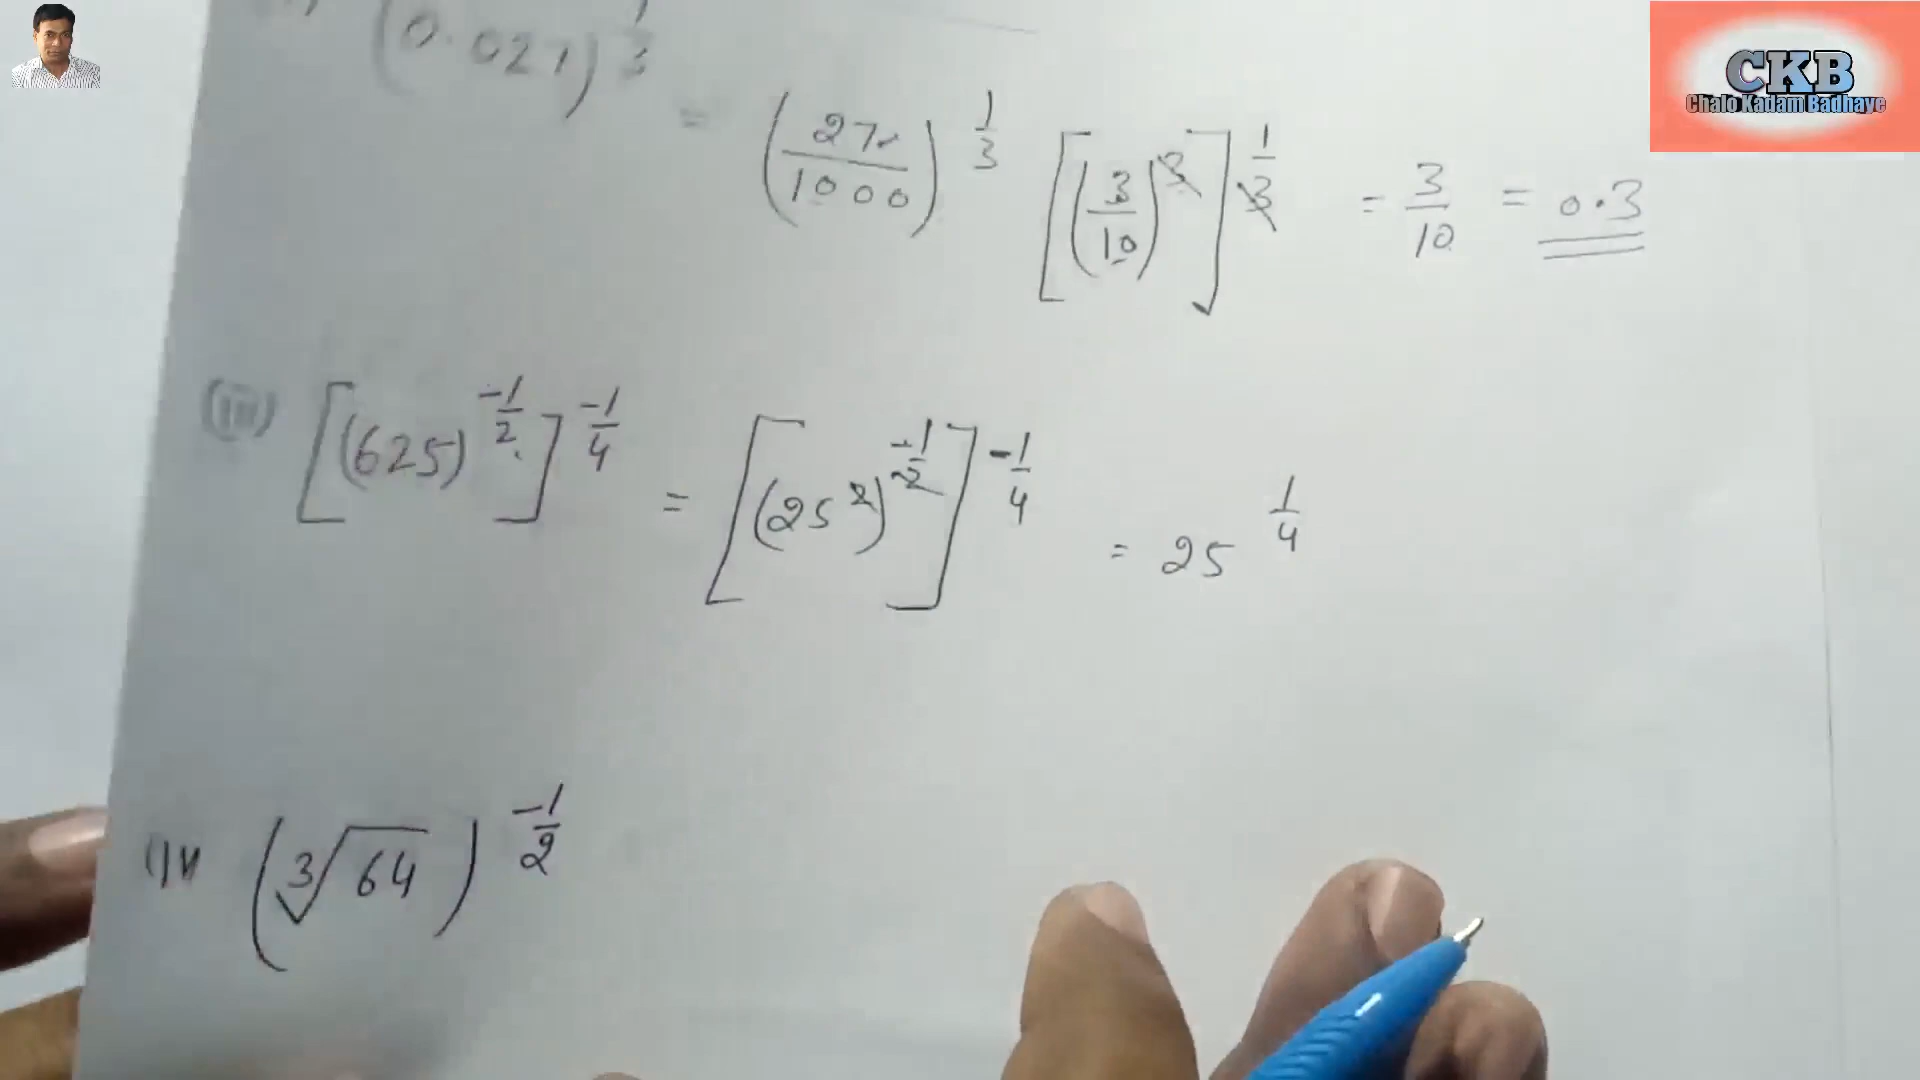 CKB
Chalo Kadam Badhaye
(0.027)^(1/3) = (27/1000)^(1/3) [(3/10)^3]^(1/3) = 3/10 = 0.3
(iii) [(625)^(-1/2)]^(-1/4) = [(25^2)^(-1/2)]^(-1/4) = 25^(1/4)
(iv (∛64)^(-1/2)